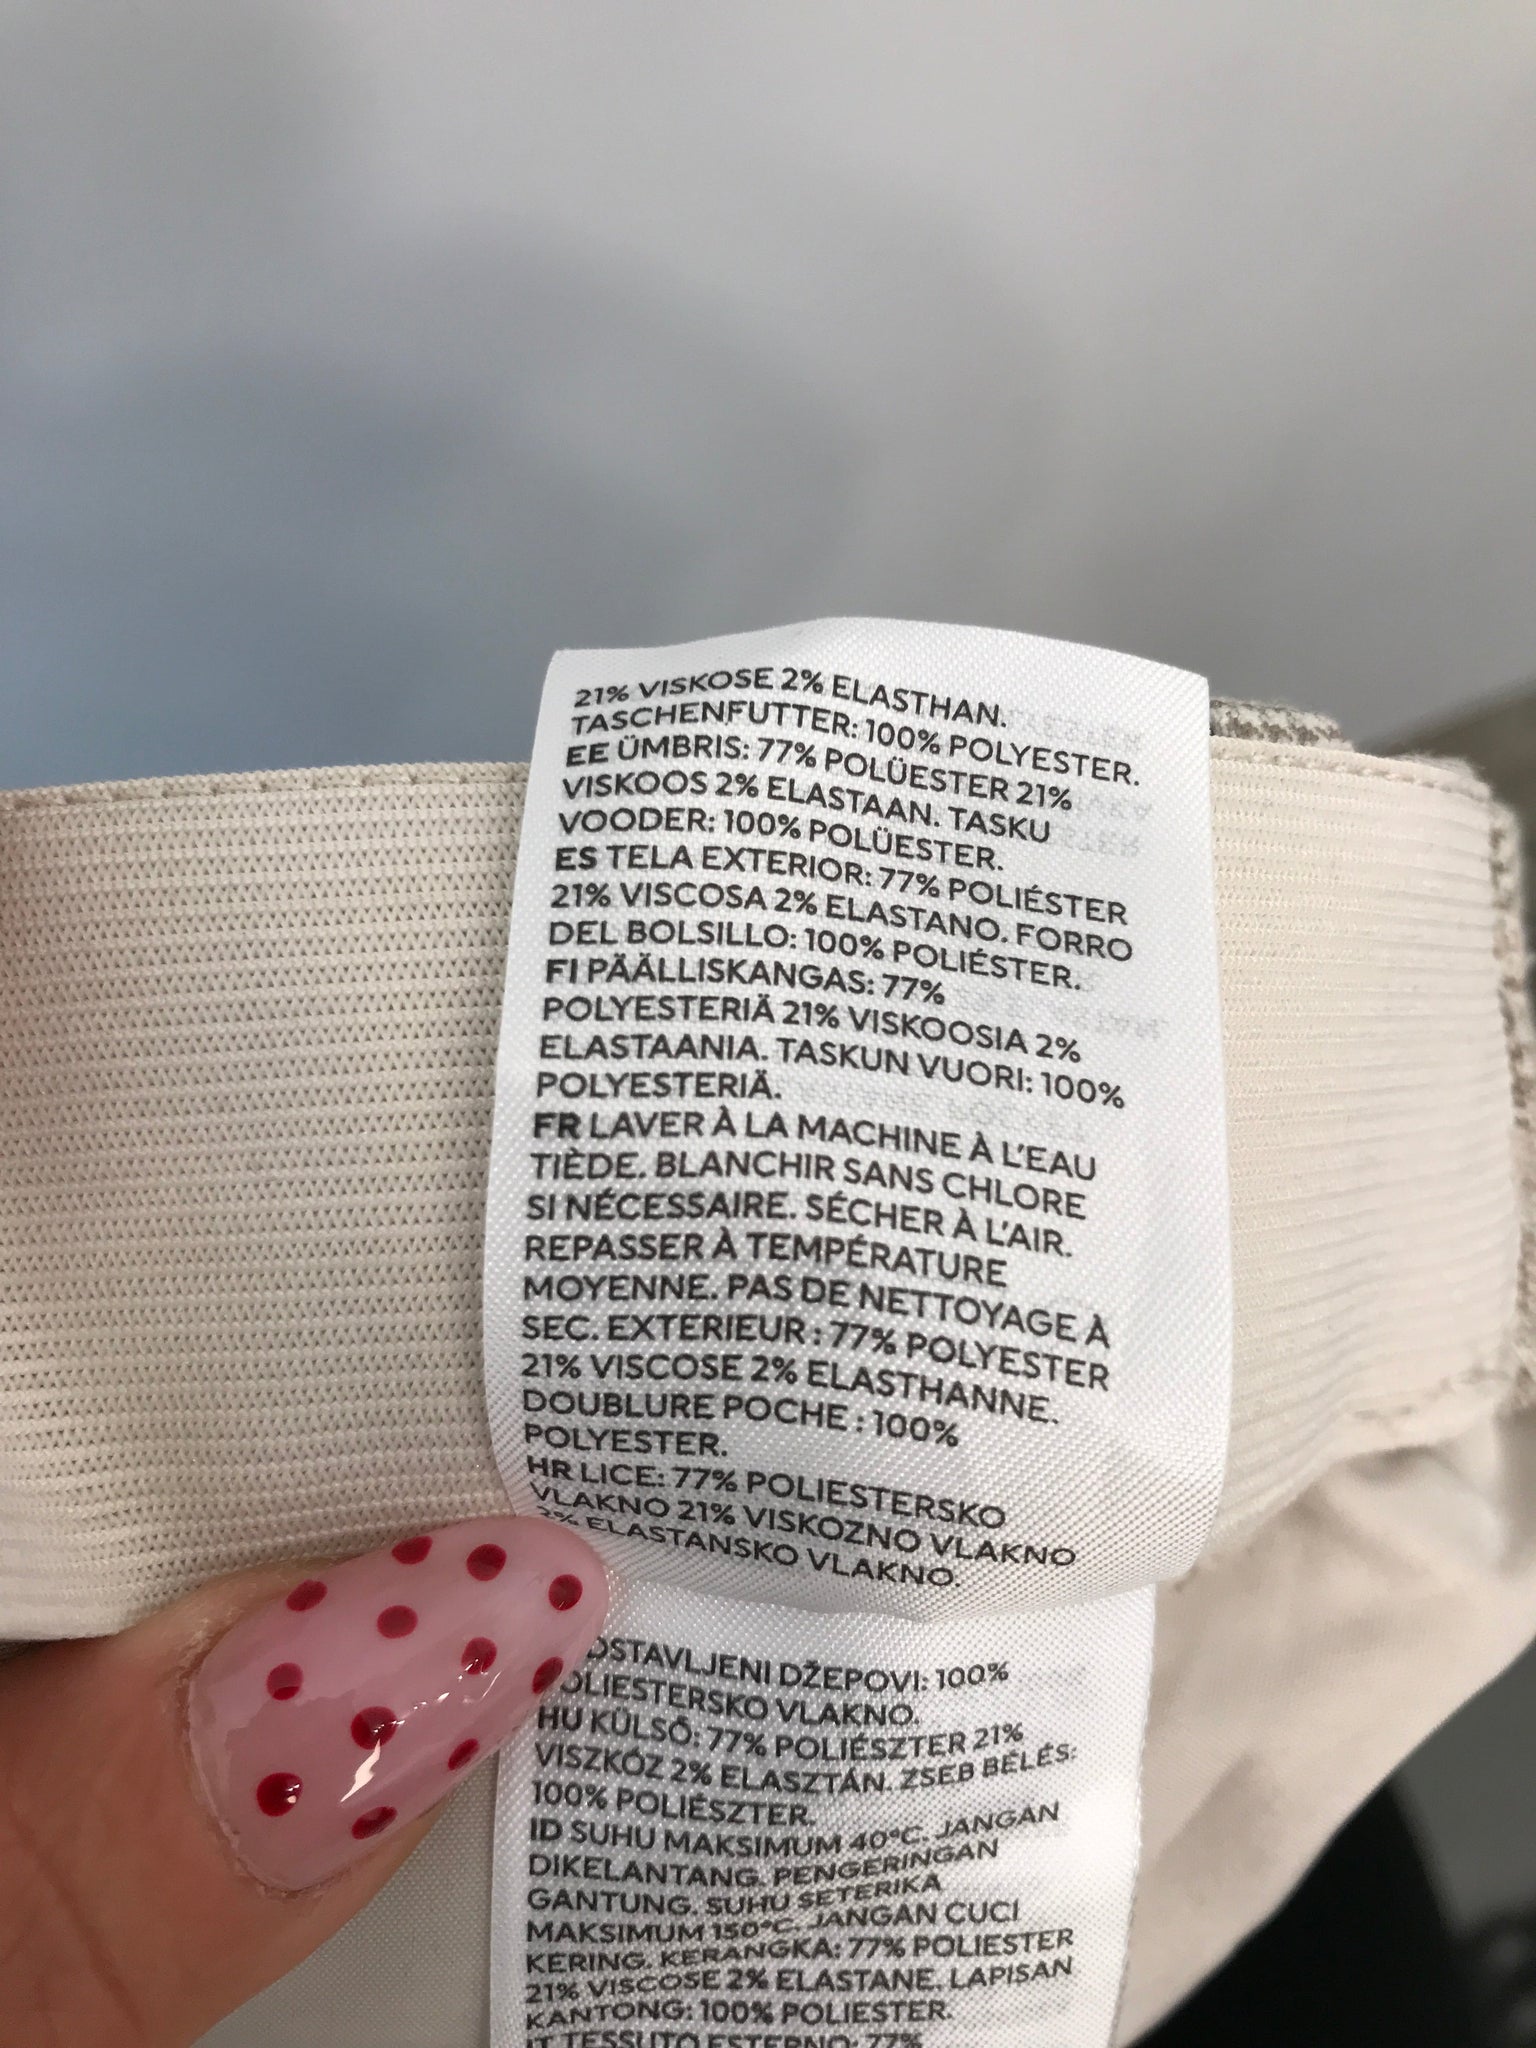 21% VISKOSE 2% ELASTHAN.
TASCHENFUTTER: 100% POLYESTER.
EE ÜMBRIS: 77% POLÜESTER 21%
VISKOOS 2% ELASTAAN. TASKU
VOODER: 100% POLÜESTER.
ES TELA EXTERIOR: 77% POLIÉSTER
21% VISCOSA 2% ELASTANO. FORRO
DEL BOLSILLO: 100% POLIÉSTER.
FI PÄÄLLISKANGAS: 77%
POLYESTERIÄ 21% VISKOOSIA 2%
ELASTAANIA. TASKUN VUORI: 100%
POLYESTERIÄ.
FR LAVER À LA MACHINE À L'EAU
TIÈDE. BLANCHIR SANS CHLORE
SI NÉCESSAIRE. SÉCHER À L'AIR.
REPASSER À TEMPÉRATURE
MOYENNE. PAS DE NETTOYAGE À
SEC. EXTERIEUR : 77% POLYESTER
21% VISCOSE 2% ELASTHANNE.
DOUBLURE POCHE : 100%
POLYESTER.
HR LICE: 77% POLIESTERSKO
VLAKNO 21% VISKOZNO VLAKNO
2% ELASTANSKO VLAKNO.
DŽEPOVI: 100%
VLAKNO.
HU KÜLSŐ: 77% POLIÉSZTER 21%
VISZKÓZ 2% ELASZTÁN. ZSEB BÉLÉS:
100% POLIÉSZTER.
ID SUHU MAKSIMUM 40°C. JANGAN
DIKELANTANG. PENGERINGAN
GANTUNG. SUHU SETERIKA
MAKSIMUM 150°C. JANGAN CUCI
KERING. KERANGKA: 77% POLIESTER
21% VISCOSE 2% ELASTANE. LAPISAN
KANTONG: 100% POLIESTER.
IT TESSUTO ESTERNO: 77%